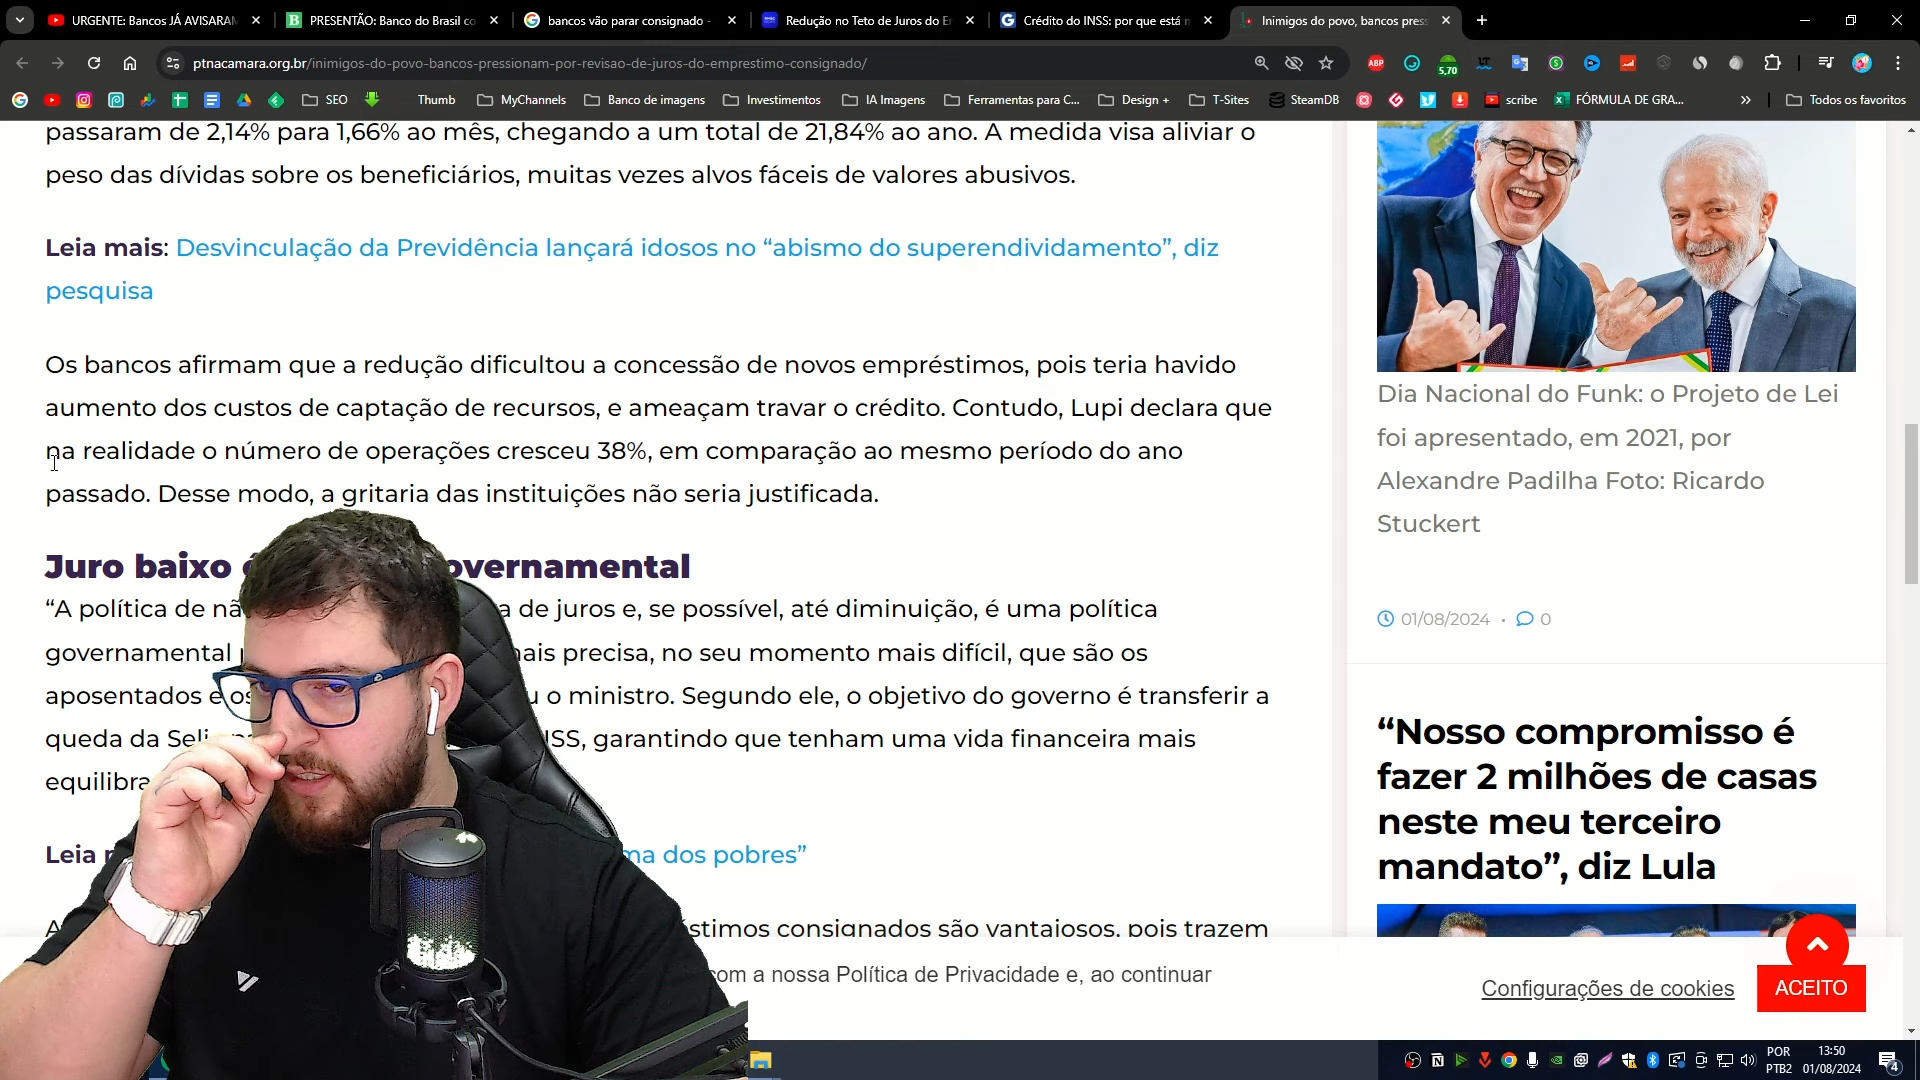 URGENTE: Bancos JÁ AVISARAM
PRESENTÃO: Banco do Brasil co
bancos vão parar consignado -
Redução no Teto de Juros do Em
Crédito do INSS: por que está m
Inimigos do povo, bancos press
ptnacamara.org.br/inimigos-do-povo-bancos-pressionam-por-revisao-de-juros-do-emprestimo-consignado/
ABP
5,70
SEO
Thumb
MyChannels
Banco de imagens
Investimentos
IA Imagens
Ferramentas para C...
Design +
T-Sites
SteamDB
scribe
FÓRMULA DE GRA...
Todos os favoritos
passaram de 2,14% para 1,66% ao mês, chegando a um total de 21,84% ao ano. A medida visa aliviar o
peso das dívidas sobre os beneficiários, muitas vezes alvos fáceis de valores abusivos.
Leia mais: Desvinculação da Previdência lançará idosos no “abismo do superendividamento”, diz
pesquisa
Os bancos afirmam que a redução dificultou a concessão de novos empréstimos, pois teria havido
aumento dos custos de captação de recursos, e ameaçam travar o crédito. Contudo, Lupi declara que
na realidade o número de operações cresceu 38%, em comparação ao mesmo período do ano
passado. Desse modo, a gritaria das instituições não seria justificada.
Juro baixo overnamental
“A política de de juros e, se possível, até diminuição, é uma política
governamental mais precisa, no seu momento mais difícil, que são os
aposentados e o ministro. Segundo ele, o objetivo do governo é transferir a
queda da INSS, garantindo que tenham uma vida financeira mais
equilibra
Leia dos pobres”
consignados são vantajosos, pois trazem
com a nossa Política de Privacidade e, ao continuar
Dia Nacional do Funk: o Projeto de Lei
foi apresentado, em 2021, por
Alexandre Padilha Foto: Ricardo
Stuckert
01/08/2024 • 0
“Nosso compromisso é
fazer 2 milhões de casas
neste meu terceiro
mandato”, diz Lula
Configurações de cookies
ACEITO
POR
PTB2
13:50
01/08/2024
4